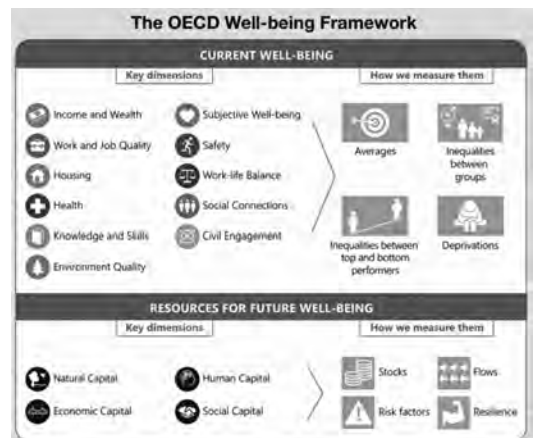 The OECD Well-being Framework
CURRENT WELL-BEING
Key dimensions
How we measure them
Income and Wealth
Work and Job Quality
Housing
Health
Knowledge and Skills
Environment Quality
Subjective Well-being
Safety
Work-life Balance
Social Connections
Civil Engagement
Averages
Inequalities
between
groups
Inequalities between
top and bottom
performers
Deprivations
RESOURCES FOR FUTURE WELL-BEING
Key dimensions
How we measure them
Natural Capital
Economic Capital
Human Capital
Social Capital
Stocks
Flows
Risk factors
Resilience